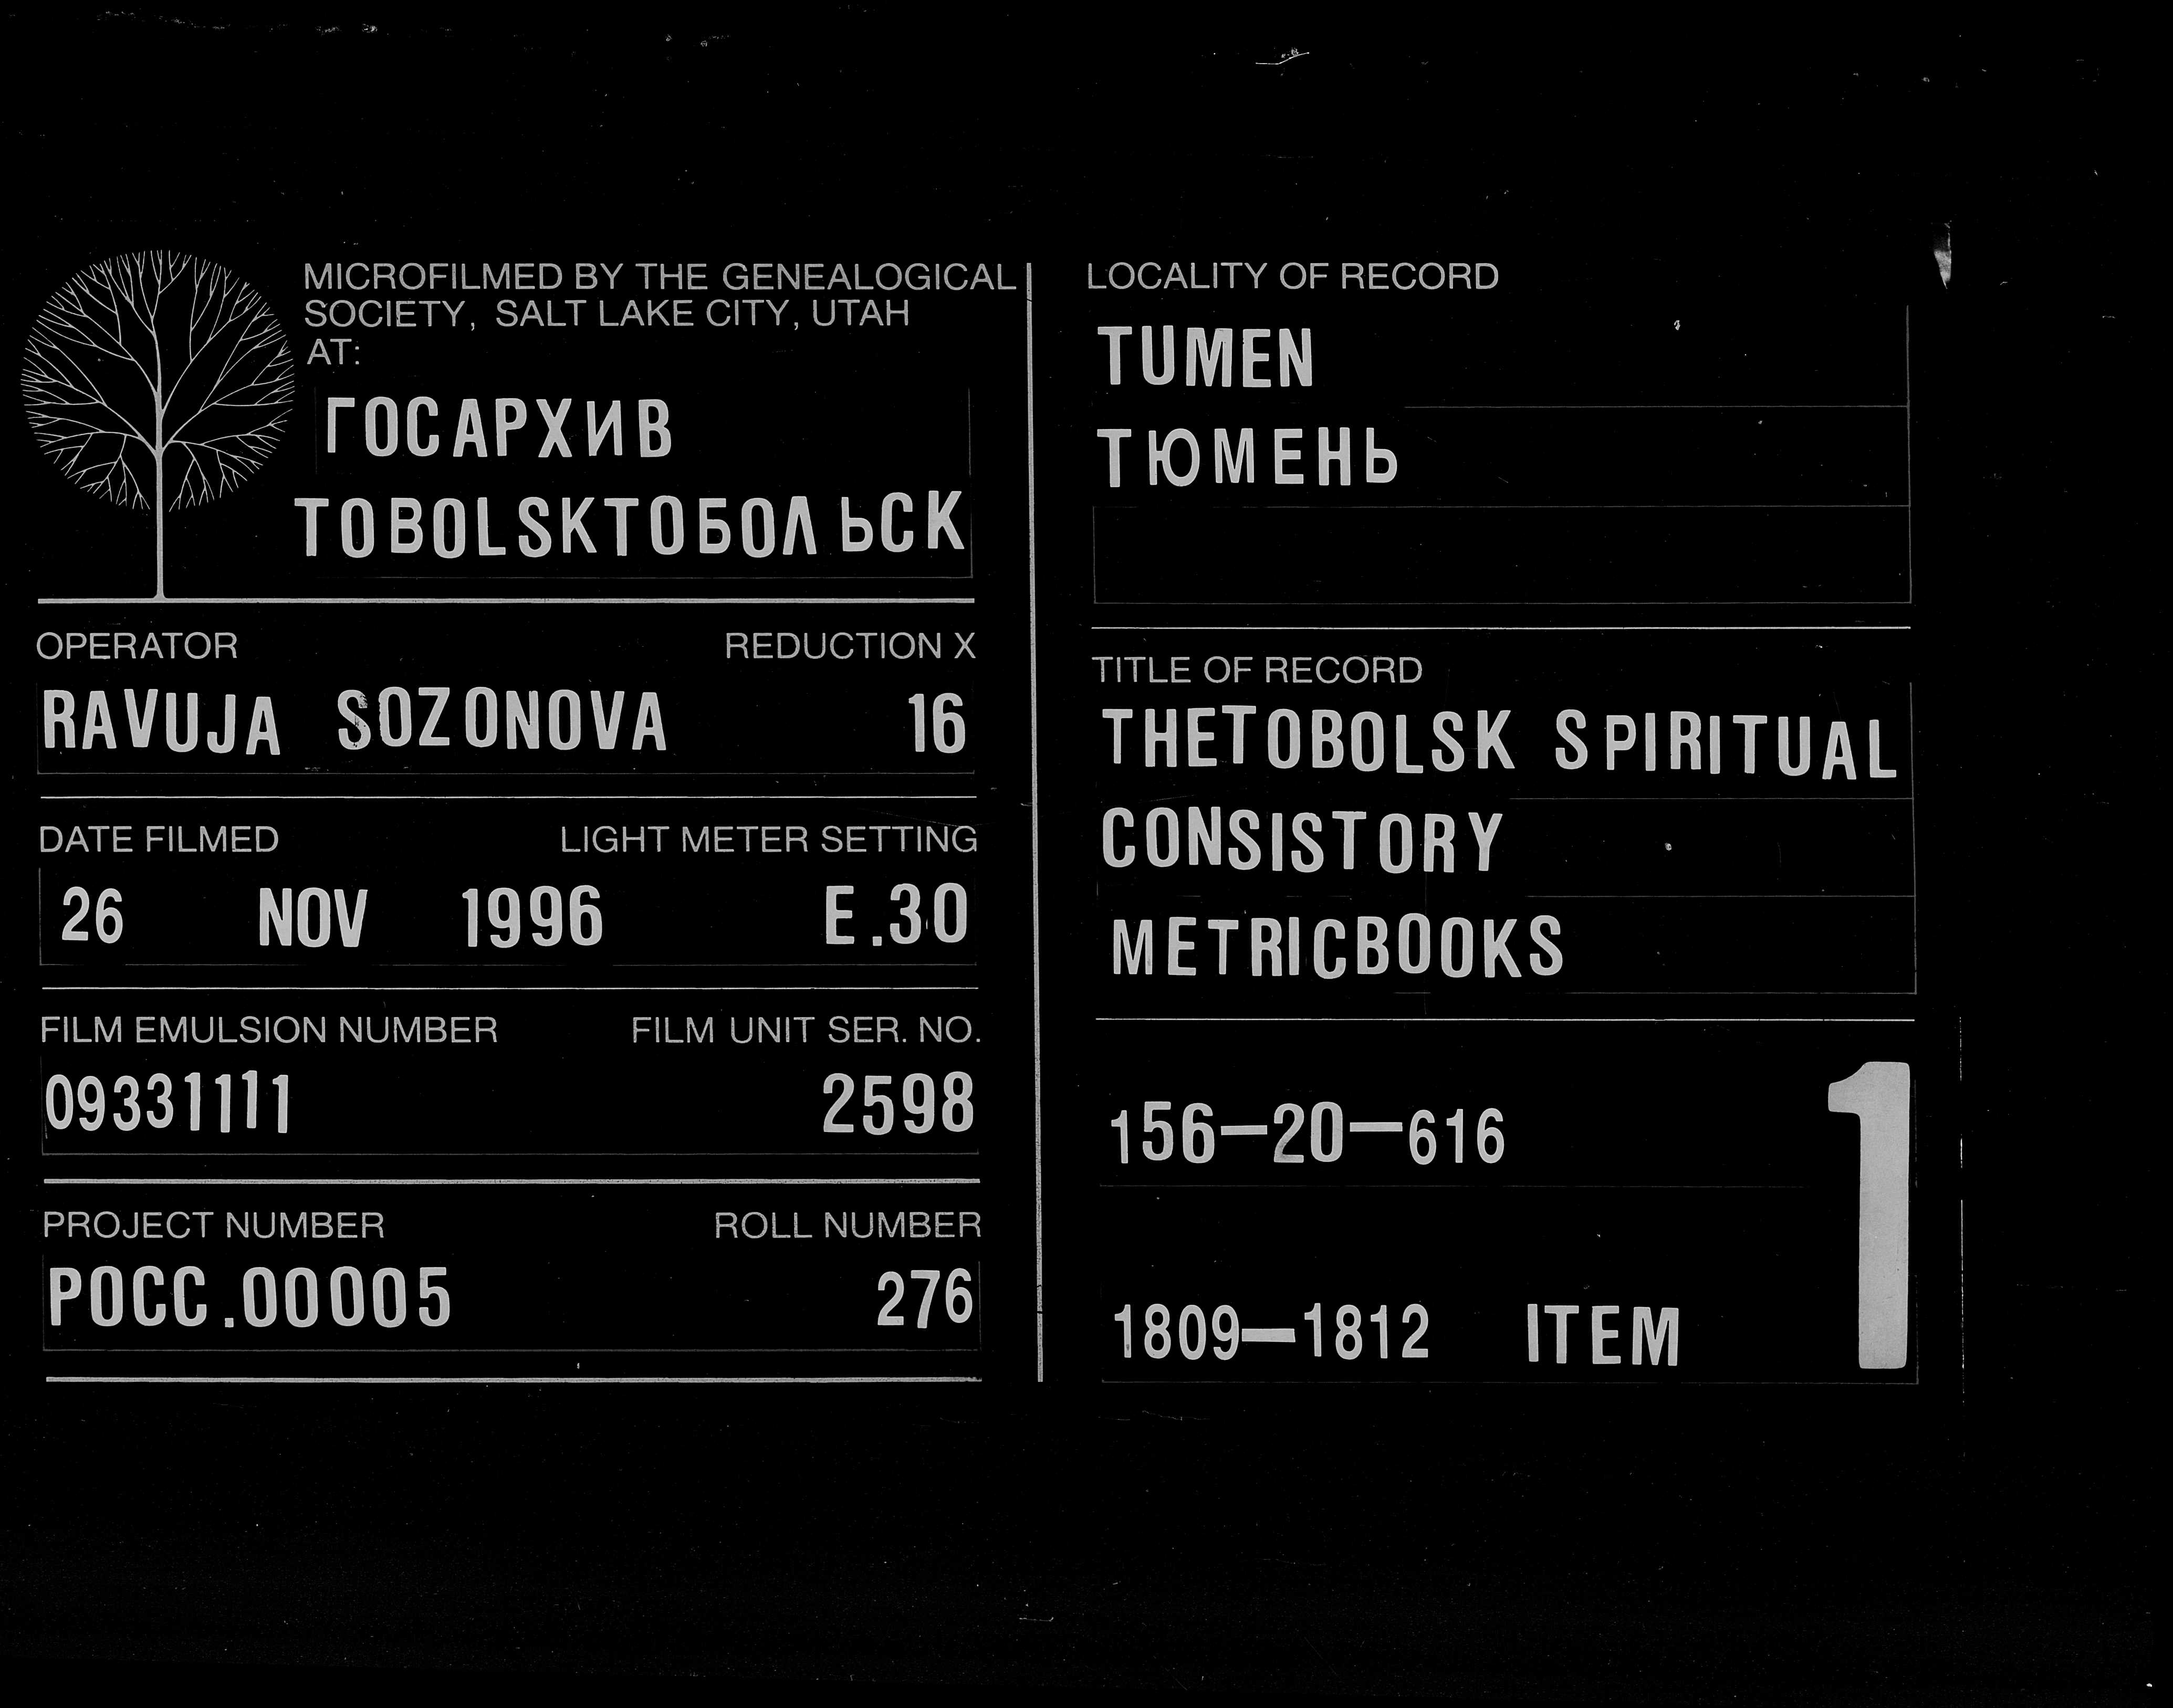 MICROFILMED BY THE GENEALOGICAL
SOCIETY, SALT LAKE CITY, UTAH
AT:
ГОСАРХИВ
TOBOLSKТОБОЛЬСК
OPERATOR REDUCTION X
RAVUJA SOZONOVA 16
DATE FILMED LIGHT METER SETTING
26 NOV 1996 E.30
FILM EMULSION NUMBER FILM UNIT SER. NO.
09331111 2598
PROJECT NUMBER ROLL NUMBER
РОСС.00005 276
LOCALITY OF RECORD
TUMEN
ТЮМЕНЬ
TITLE OF RECORD
THETOBOLSK SPIRITUAL
CONSISTORY
METRICBOOKS
156—20—616
1809—1812 ITEM 1